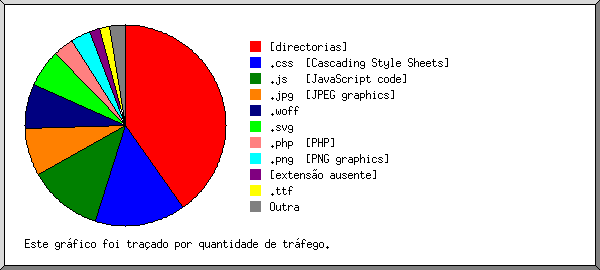 [directorias]
.css  [Cascading Style Sheets]
.js   [JavaScript code]
.jpg  [JPEG graphics]
.woff
.svg
.php  [PHP]
.png  [PNG graphics]
[extensão ausente]
.ttf
Outra
Este gráfico foi traçado por quantidade de tráfego.